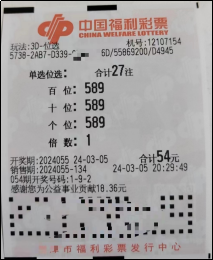 中国福利彩票
CHINA WELFARE LOTTERY
玩法:3D-位选 机号:12107154
5738-2AB7-D339- 6D/55869200/D4945
单选位选: 合计27注
百位: 589
十位: 589
个位: 589
倍数: 1
开奖期:2024055 24-03-05 合计54元
销售期:2024055-134 24-03-05 20:29:49
054期开奖号码:1-9-2
感谢您为公益事业贡献18.36元
津市福利彩票发行中心